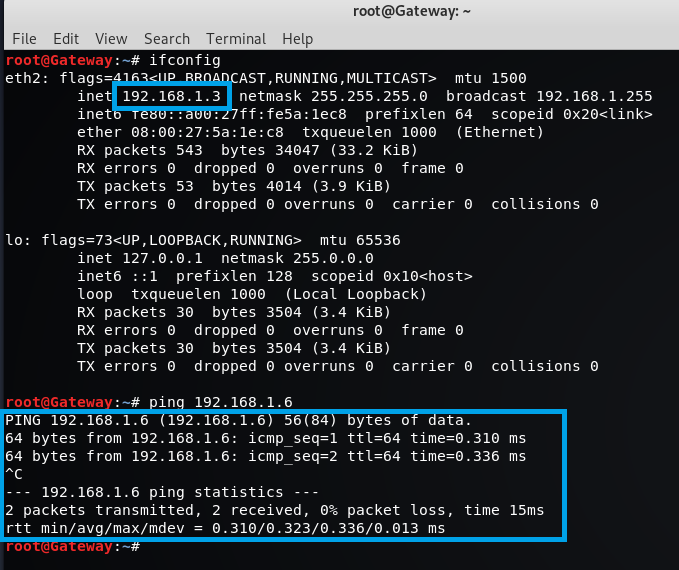 root@Gateway: ~
File Edit View Search Terminal Help
root@Gateway:~# ifconfig
eth2: flags=4163<UP,BROADCAST,RUNNING,MULTICAST>  mtu 1500
        inet 192.168.1.3  netmask 255.255.255.0  broadcast 192.168.1.255
        inet6 fe80::a00:27ff:fe5a:1ec8  prefixlen 64  scopeid 0x20<link>
        ether 08:00:27:5a:1e:c8  txqueuelen 1000  (Ethernet)
        RX packets 543  bytes 34047 (33.2 KiB)
        RX errors 0  dropped 0  overruns 0  frame 0
        TX packets 53  bytes 4014 (3.9 KiB)
        TX errors 0  dropped 0 overruns 0  carrier 0  collisions 0
lo: flags=73<UP,LOOPBACK,RUNNING>  mtu 65536
        inet 127.0.0.1  netmask 255.0.0.0
        inet6 ::1  prefixlen 128  scopeid 0x10<host>
        loop  txqueuelen 1000  (Local Loopback)
        RX packets 30  bytes 3504 (3.4 KiB)
        RX errors 0  dropped 0  overruns 0  frame 0
        TX packets 30  bytes 3504 (3.4 KiB)
        TX errors 0  dropped 0 overruns 0  carrier 0  collisions 0
root@Gateway:~# ping 192.168.1.6
PING 192.168.1.6 (192.168.1.6) 56(84) bytes of data.
64 bytes from 192.168.1.6: icmp_seq=1 ttl=64 time=0.310 ms
64 bytes from 192.168.1.6: icmp_seq=2 ttl=64 time=0.336 ms
^C
--- 192.168.1.6 ping statistics ---
2 packets transmitted, 2 received, 0% packet loss, time 15ms
rtt min/avg/max/mdev = 0.310/0.323/0.336/0.013 ms
root@Gateway:~#